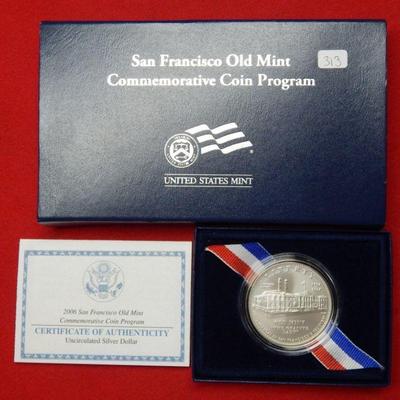 San Francisco Old Mint
Commemorative Coin Program
313
UNITED STATES MINT
2006 San Francisco Old Mint
Commemorative Coin Program
CERTIFICATE OF AUTHENTICITY
Uncirculated Silver Dollar